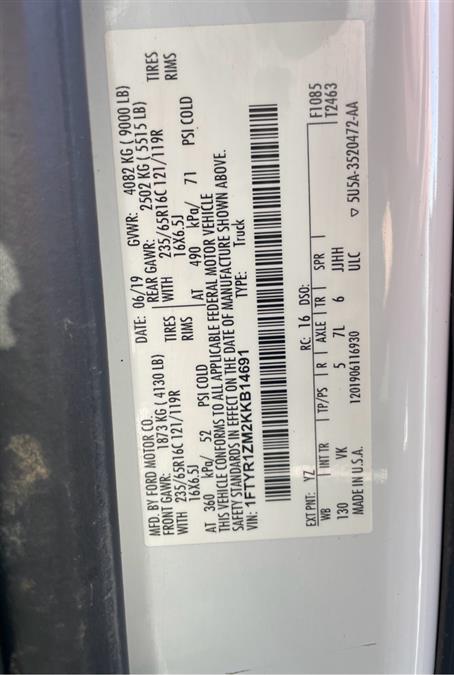 MFD. BY FORD MOTOR CO. DATE: 06/19 GVWR: 4082 KG ( 9000 LB)
FRONT GAWR: 1873 KG ( 4130 LB) REAR GAWR: 2502 KG ( 5515 LB)
WITH 235/65R16C 121/119R TIRES WITH 235/65R16C 121/119R TIRES
16X6.5J RIMS 16X6.5J RIMS
AT 360 kPa/ 52 PSI COLD AT 490 kPa/ 71 PSI COLD
THIS VEHICLE CONFORMS TO ALL APPLICABLE FEDERAL MOTOR VEHICLE
SAFETY STANDARDS IN EFFECT ON THE DATE OF MANUFACTURE SHOWN ABOVE.
VIN: 1FTYR1ZM2KKB14691 TYPE: Truck
F1085
T2463
EXT PNT: YZ RC: 16 DSO:
WB INT TR TP/PS R AXLE TR SPR
130 VK 5 7L 6 JJHH
MADE IN U.S.A. 1201906116930 ULC ▽ 5U5A-3520472-AA